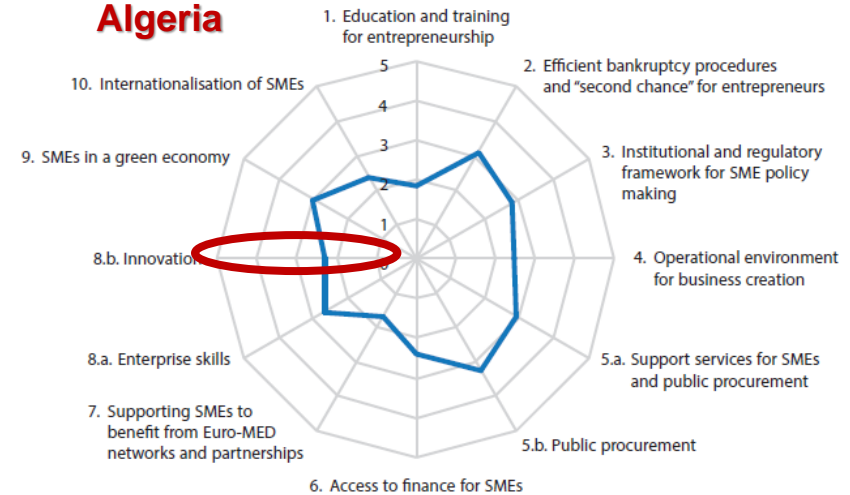 Algeria
1. Education and training
for entrepreneurship
2. Efficient bankruptcy procedures
and “second chance” for entrepreneurs
3. Institutional and regulatory
framework for SME policy
making
4. Operational environment
for business creation
5.a. Support services for SMEs
and public procurement
5.b. Public procurement
6. Access to finance for SMEs
7. Supporting SMEs to
benefit from Euro-MED
networks and partnerships
8.a. Enterprise skills
8.b. Innovation
9. SMEs in a green economy
10. Internationalisation of SMEs
5
4
3
2
1
0